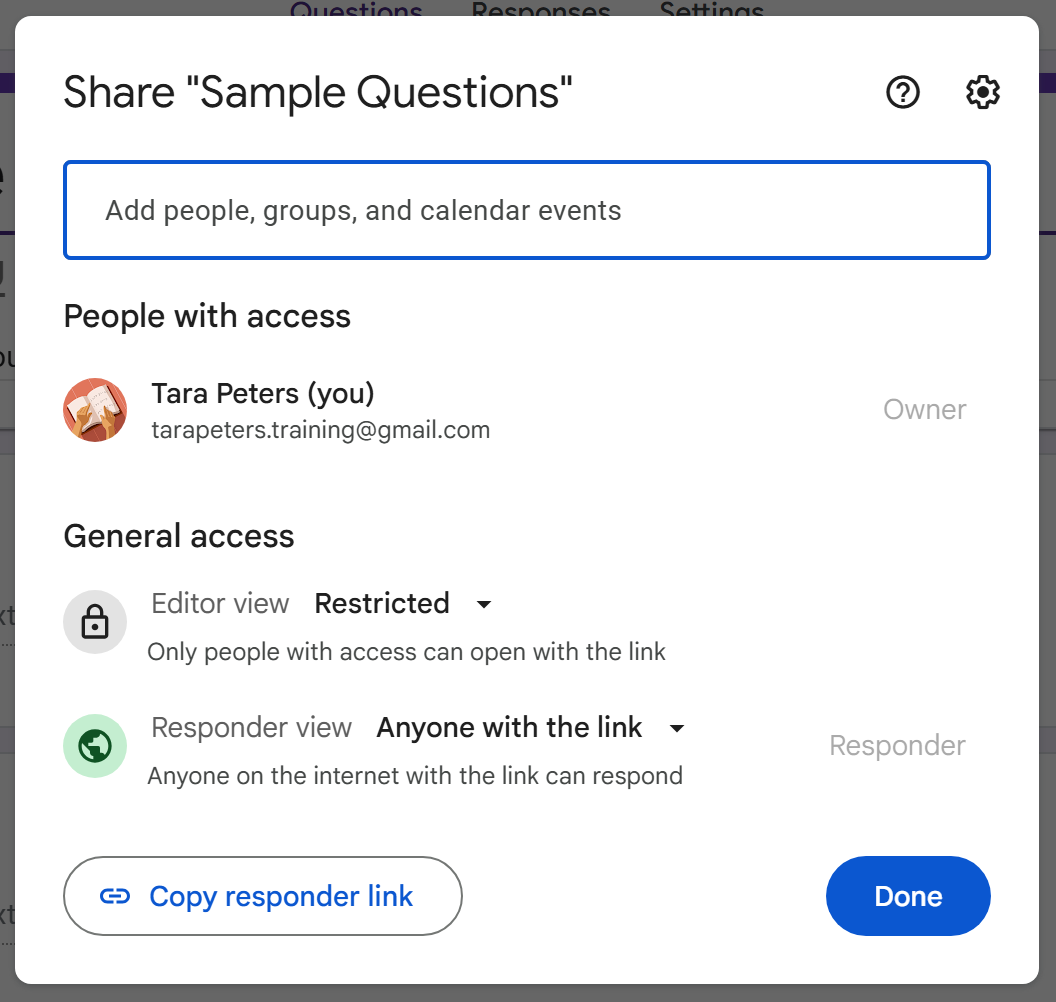 Questions Responses Settings
Share "Sample Questions"
Add people, groups, and calendar events
People with access
Tara Peters (you)
Owner
tarapeters.training@gmail.com
General access
Editor view Restricted
Only people with access can open with the link
Responder view Anyone with the link
Responder
Anyone on the internet with the link can respond
Copy responder link
Done